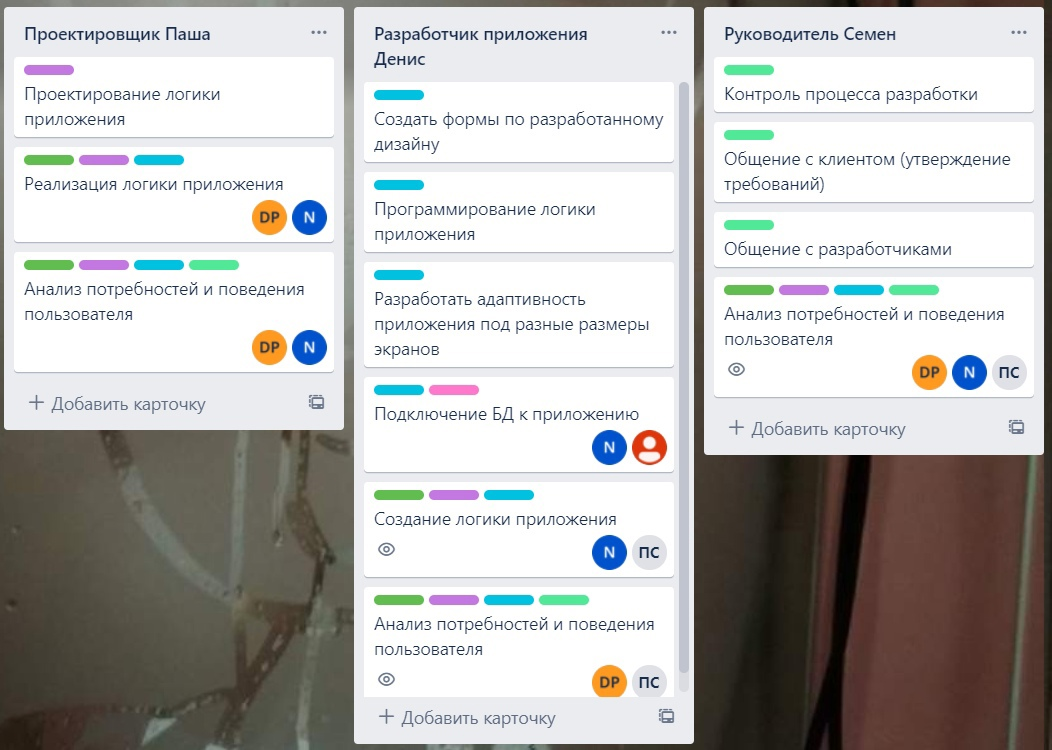 Проектировщик Паша
Проектирование логики
приложения
Реализация логики приложения
DP N
Анализ потребностей и поведения
пользователя
DP N
+ Добавить карточку
Разработчик приложения
Денис
Создать формы по разработанному
дизайну
Программирование логики
приложения
Разработать адаптивность
приложения под разные размеры
экранов
Подключение БД к приложению
N
Создание логики приложения
N ПС
Анализ потребностей и поведения
пользователя
DP ПС
+ Добавить карточку
Руководитель Семен
Контроль процесса разработки
Общение с клиентом (утверждение
требований)
Общение с разработчиками
Анализ потребностей и поведения
пользователя
DP N ПС
+ Добавить карточку